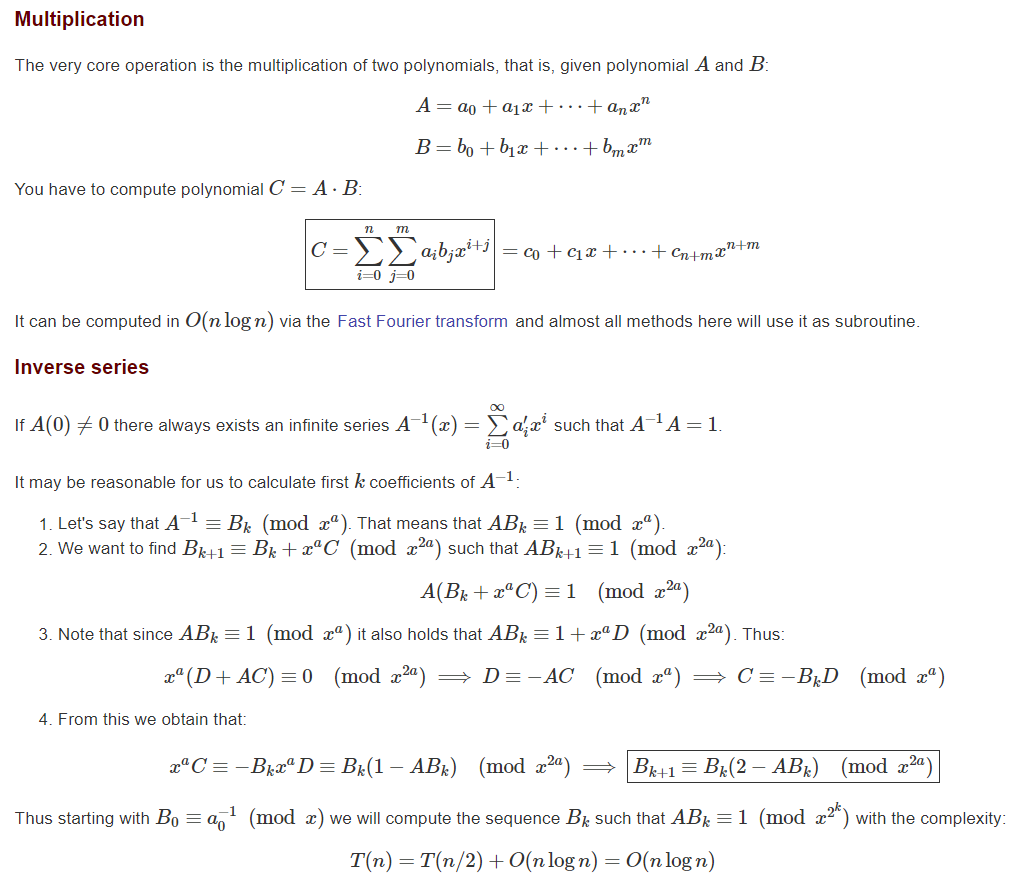 Multiplication
The very core operation is the multiplication of two polynomials, that is, given polynomial $A$ and $B$:
$A = a_0 + a_1 x + \cdots + a_n x^n$
$B = b_0 + b_1 x + \cdots + b_m x^m$
You have to compute polynomial $C = A \cdot B$:
$\boxed{C = \sum_{i=0}^{n} \sum_{j=0}^{m} a_i b_j x^{i+j}} = c_0 + c_1 x + \cdots + c_{n+m} x^{n+m}$
It can be computed in $O(n \log n)$ via the Fast Fourier transform and almost all methods here will use it as subroutine.
Inverse series
If $A(0) \neq 0$ there always exists an infinite series $A^{-1}(x) = \sum_{i=0}^{\infty} a_i' x^i$ such that $A^{-1} A = 1$.
It may be reasonable for us to calculate first $k$ coefficients of $A^{-1}$:
1. Let's say that $A^{-1} \equiv B_k \pmod{x^a}$. That means that $A B_k \equiv 1 \pmod{x^a}$.
2. We want to find $B_{k+1} \equiv B_k + x^a C \pmod{x^{2a}}$ such that $A B_{k+1} \equiv 1 \pmod{x^{2a}}$:
$A(B_k + x^a C) \equiv 1 \pmod{x^{2a}}$
3. Note that since $A B_k \equiv 1 \pmod{x^a}$ it also holds that $A B_k \equiv 1 + x^a D \pmod{x^{2a}}$. Thus:
$x^a (D + AC) \equiv 0 \pmod{x^{2a}} \implies D \equiv -AC \pmod{x^a} \implies C \equiv -B_k D \pmod{x^a}$
4. From this we obtain that:
$x^a C \equiv -B_k x^a D \equiv B_k (1 - A B_k) \pmod{x^{2a}} \implies \boxed{B_{k+1} \equiv B_k (2 - A B_k) \pmod{x^{2a}}}$
Thus starting with $B_0 \equiv a_0^{-1} \pmod{x}$ we will compute the sequence $B_k$ such that $A B_k \equiv 1 \pmod{x^{2^k}}$ with the complexity:
$T(n) = T(n/2) + O(n \log n) = O(n \log n)$